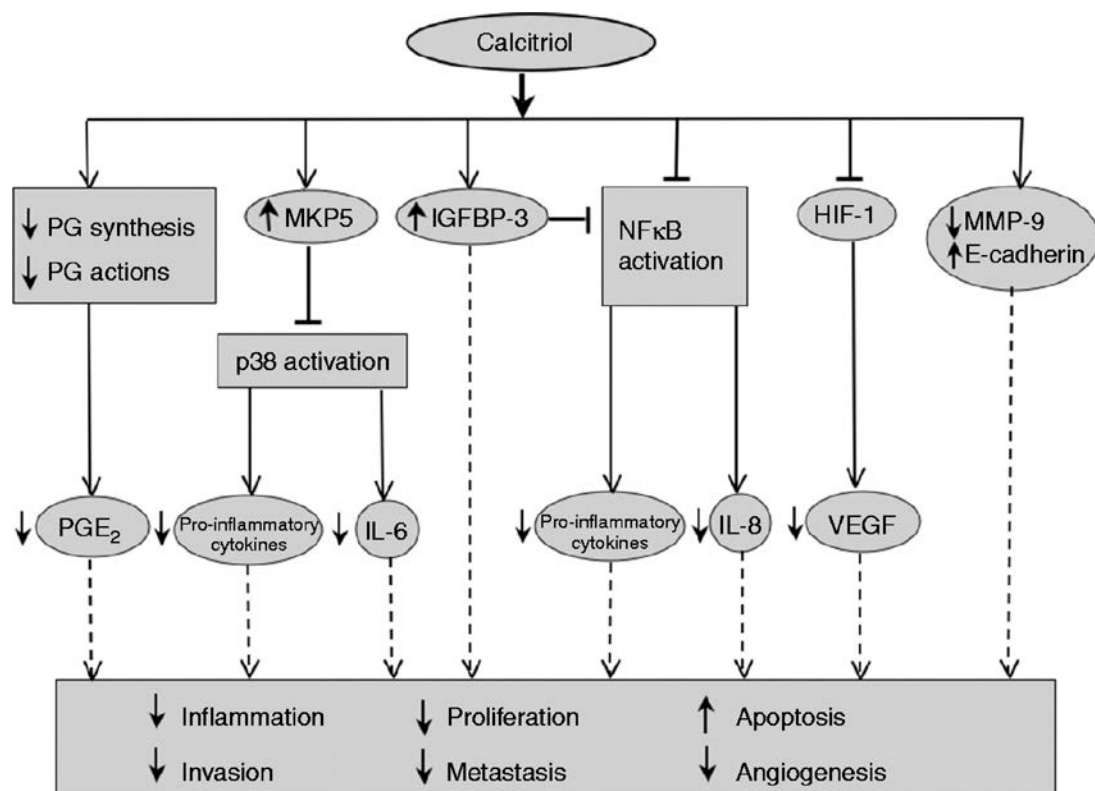 Calcitriol
↓ PG synthesis
↓ PG actions
↑ MKP5
↑ IGFBP-3
NFκB
activation
HIF-1
↓ MMP-9
↑ E-cadherin
p38 activation
↓ PGE₂
↓ Pro-inflammatory
cytokines
↓ IL-6
↓ Pro-inflammatory
cytokines
↓ IL-8
↓ VEGF
↓ Inflammation
↓ Proliferation
↑ Apoptosis
↓ Invasion
↓ Metastasis
↓ Angiogenesis